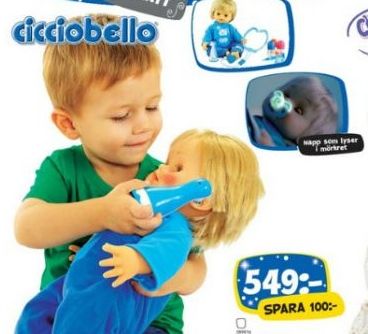 cicciobello
Napp som lyser
i mörkret
549:-
SPARA 100:-